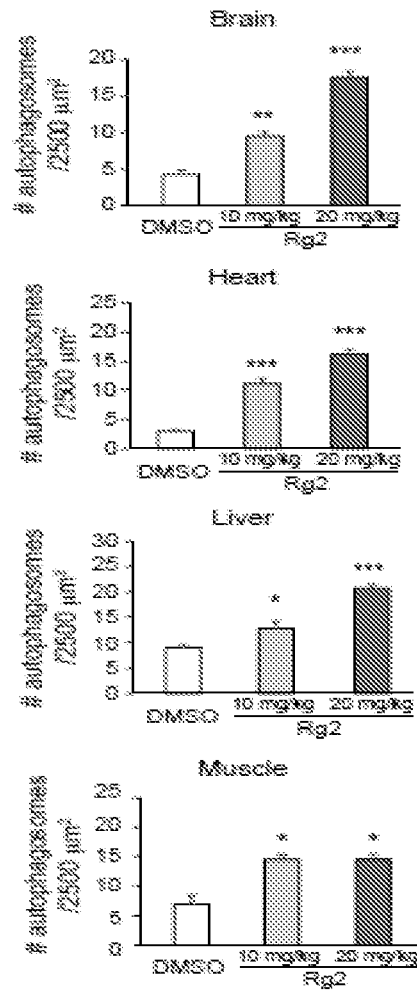 Brain
# autophagosomes
/2500 µm²
20
15
10
5
0
**
***
DMSO
10 mg/kg
20 mg/kg
Rg2
Heart
# autophagosomes
/2500 µm²
25
20
15
10
5
0
***
***
DMSO
10 mg/kg
20 mg/kg
Rg2
Liver
# autophagosomes
/2500 µm²
30
25
20
15
10
5
0
*
***
DMSO
10 mg/kg
20 mg/kg
Rg2
Muscle
# autophagosomes
/2500 µm²
25
20
15
10
5
0
*
*
DMSO
10 mg/kg
20 mg/kg
Rg2